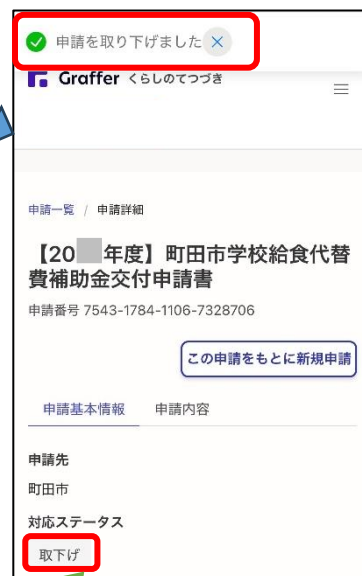 申請を取り下げました
Graffer くらしのてつづき
申請一覧 / 申請詳細
【20 年度】町田市学校給食代替
費補助金交付申請書
申請番号 7543-1784-1106-7328706
この申請をもとに新規申請
申請基本情報 申請内容
申請先
町田市
対応ステータス
取下げ